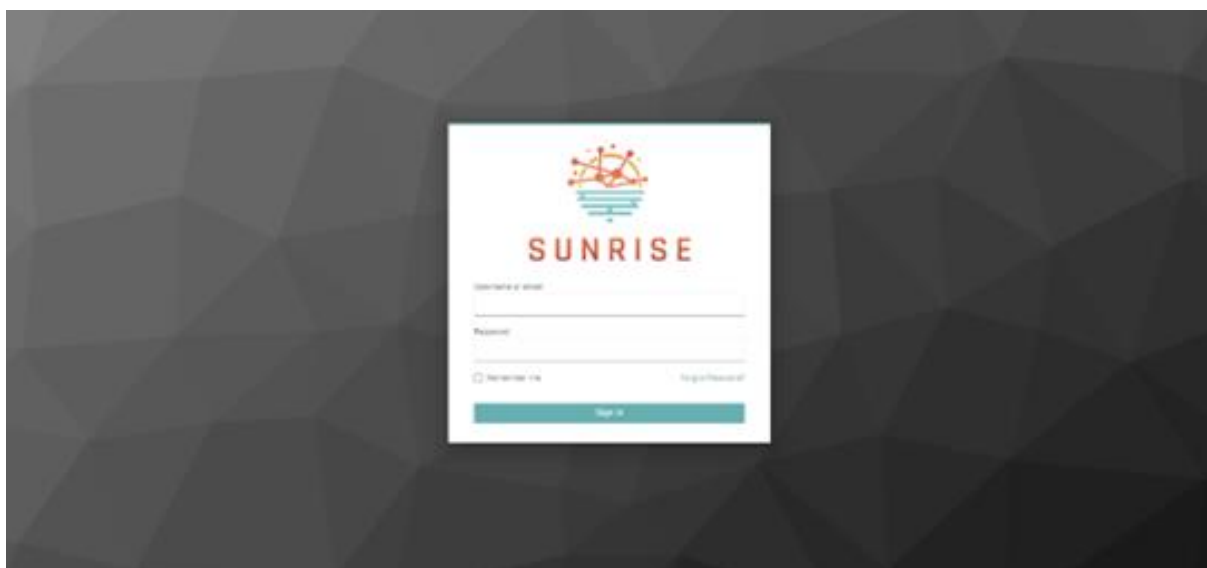 SUNRISE
Username or email
Password
Remember me
Forgot Password?
Sign In